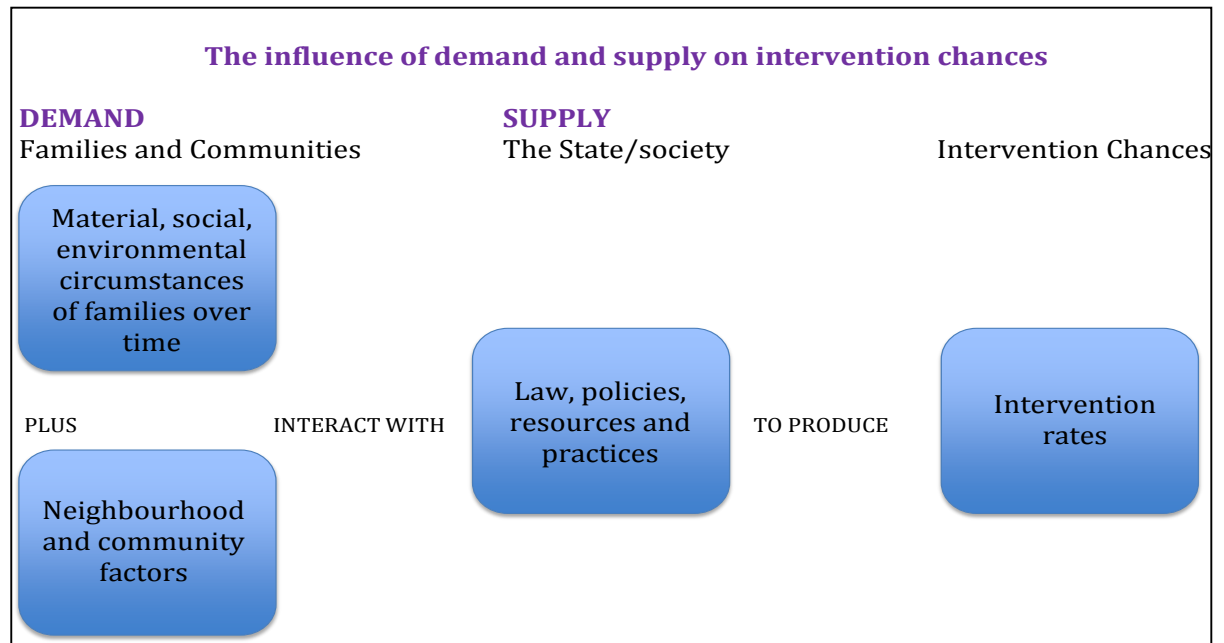 The influence of demand and supply on intervention chances
DEMAND
Families and Communities
SUPPLY
The State/society
Intervention Chances
Material, social,
environmental
circumstances
of families over
time
PLUS
Neighbourhood
and community
factors
INTERACT WITH
Law, policies,
resources and
practices
TO PRODUCE
Intervention
rates